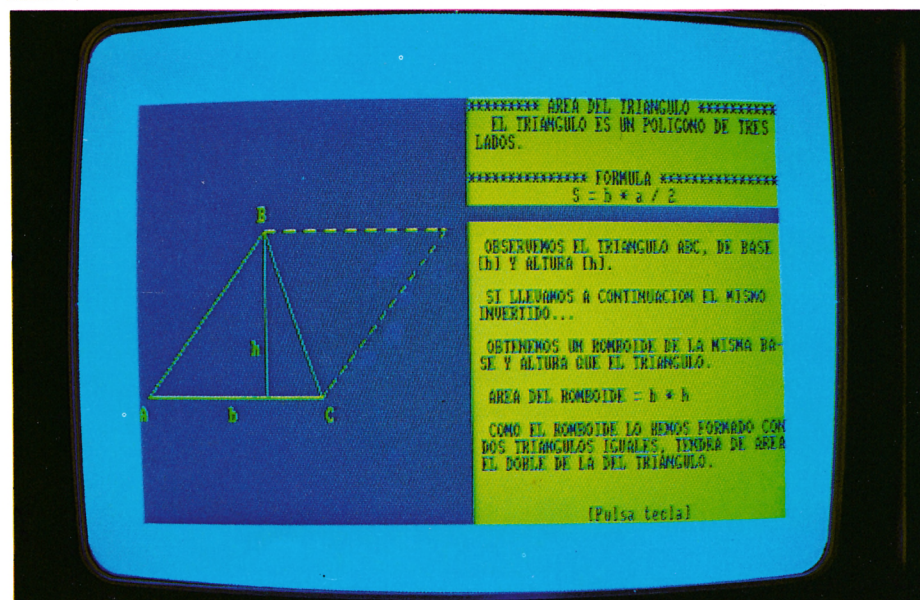 B
h
A b C
********* AREA DEL TRIANGULO **********
EL TRIANGULO ES UN POLIGONO DE TRES
LADOS.
*************** FORMULA ***************
S = b * a / 2
OBSERVEMOS EL TRIANGULO ABC, DE BASE
[b] Y ALTURA [h].
SI LLEVAMOS A CONTINUACION EL MISMO
INVERTIDO...
OBTENEMOS UN ROMBOIDE DE LA MISMA BA-
SE Y ALTURA QUE EL TRIANGULO.
AREA DEL ROMBOIDE = b * h
COMO EL ROMBOIDE LO HEMOS FORMADO CON
DOS TRIANGULOS IGUALES, TENDRA DE AREA
EL DOBLE DE LA DEL TRIANGULO.
[Pulsa tecla]